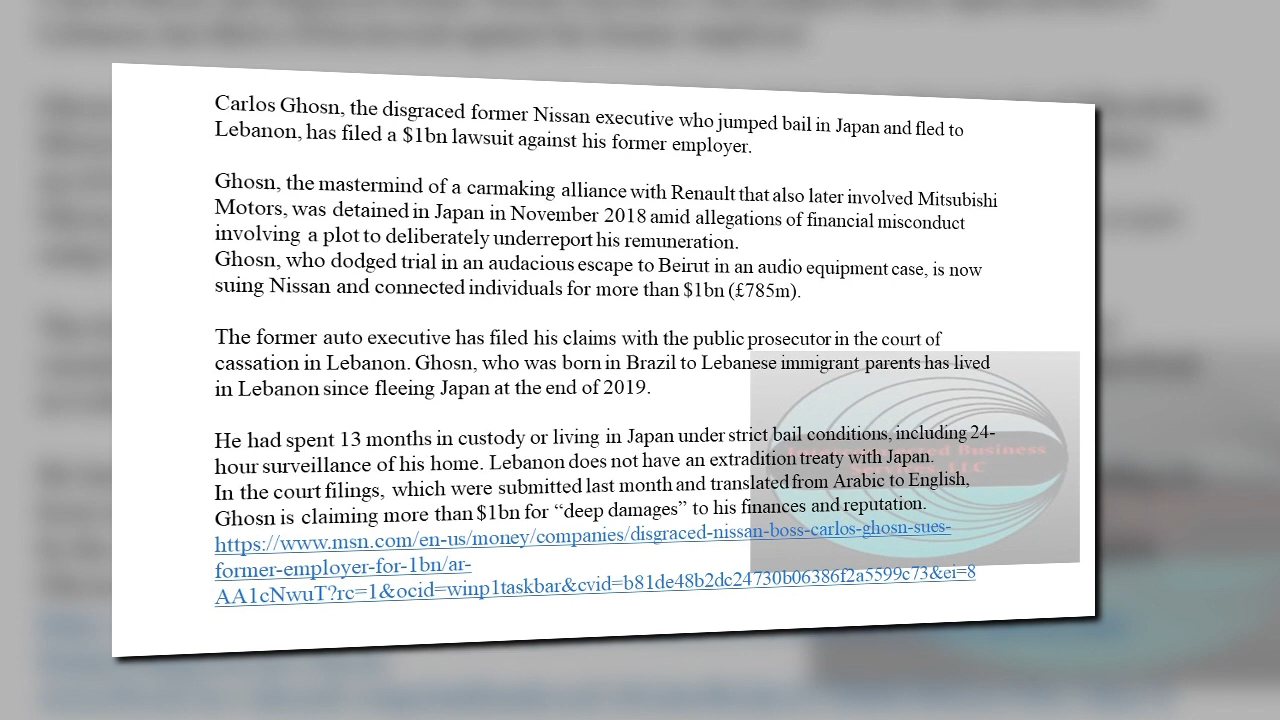 Carlos Ghosn, the disgraced former Nissan executive who jumped bail in Japan and fled to
Lebanon, has filed a $1bn lawsuit against his former employer.
Ghosn, the mastermind of a carmaking alliance with Renault that also later involved Mitsubishi
Motors, was detained in Japan in November 2018 amid allegations of financial misconduct
involving a plot to deliberately underreport his remuneration.
Ghosn, who dodged trial in an audacious escape to Beirut in an audio equipment case, is now
suing Nissan and connected individuals for more than $1bn (£785m).
The former auto executive has filed his claims with the public prosecutor in the court of
cassation in Lebanon. Ghosn, who was born in Brazil to Lebanese immigrant parents has lived
in Lebanon since fleeing Japan at the end of 2019.
He had spent 13 months in custody or living in Japan under strict bail conditions, including 24-
hour surveillance of his home. Lebanon does not have an extradition treaty with Japan.
In the court filings, which were submitted last month and translated from Arabic to English,
Ghosn is claiming more than $1bn for “deep damages” to his finances and reputation.
https://www.msn.com/en-us/money/companies/disgraced-nissan-boss-carlos-ghosn-sues-
former-employer-for-1bn/ar-
AA1cNwuT?rc=1&ocid=winp1taskbar&cvid=b81de48b2dc24730b06386f2a5599c73&ei=8
Business
Services, LLC